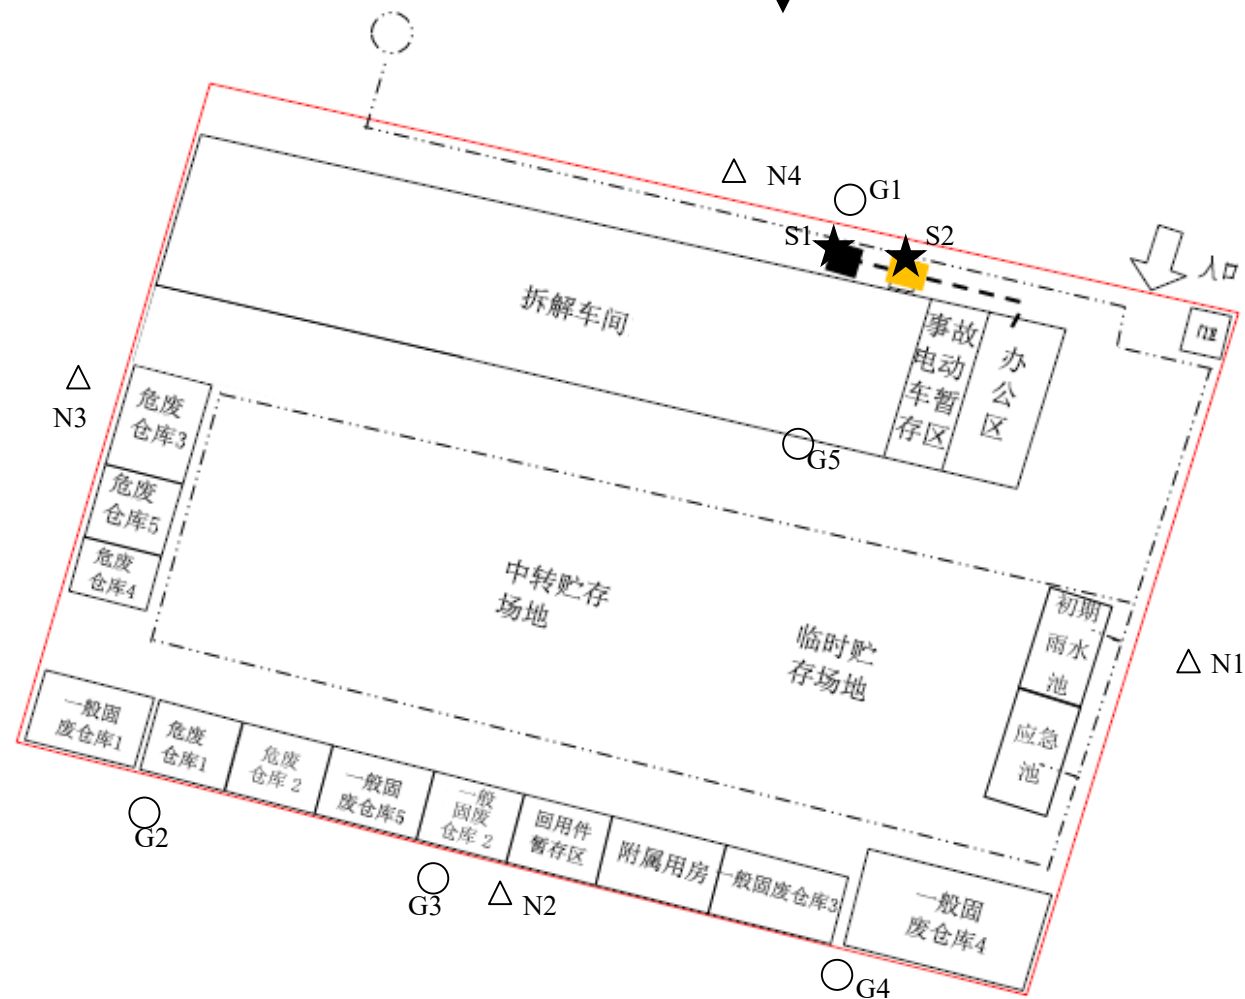 N4
G1
S1
S2
入口
门卫
拆解车间
事故
电动
车暂
存区
办
公
区
N3
危废
仓库3
G5
危废
仓库5
危废
仓库4
中转贮存
场地
临时贮
存场地
初期
雨水
池
N1
应急
池
一般固
废仓库1
危废
仓库1
危废
仓库 2
一般固
废仓库5
一般
固废
仓库 2
回用件
暂存区
附属用房
一般固废仓库3
一般固
废仓库4
G2
G3
N2
G4